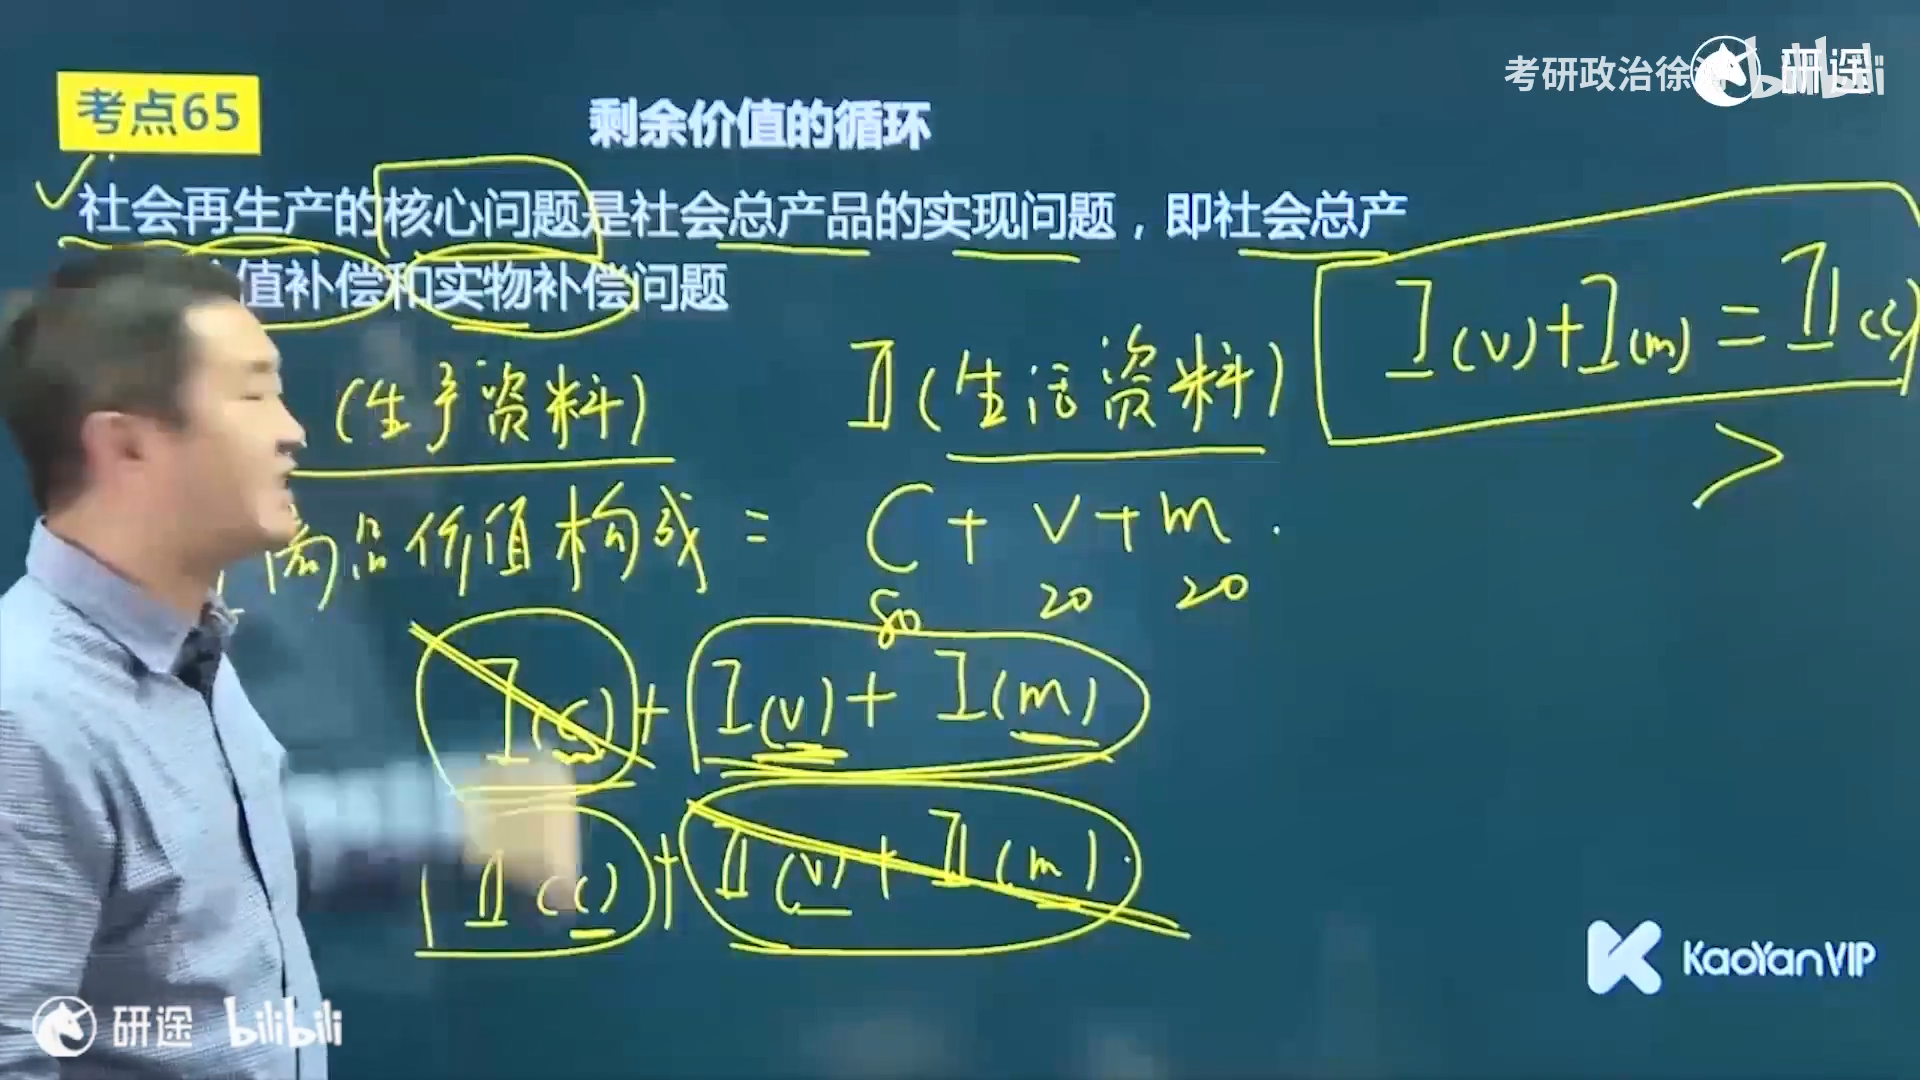 考研政治徐 研途 bilibili
考点65
剩余价值的循环
社会再生产的核心问题是社会总产品的实现问题，即社会总产
值补偿和实物补偿问题
I(v)+I(m)=II(c)
>
(生产资料) II(生活资料)
商品价值构成 = C+v+m.
80 20 20
I(c)+I(v)+I(m)
II(c)+II(v)+II(m).
KaoYanVIP
研途 bilibili